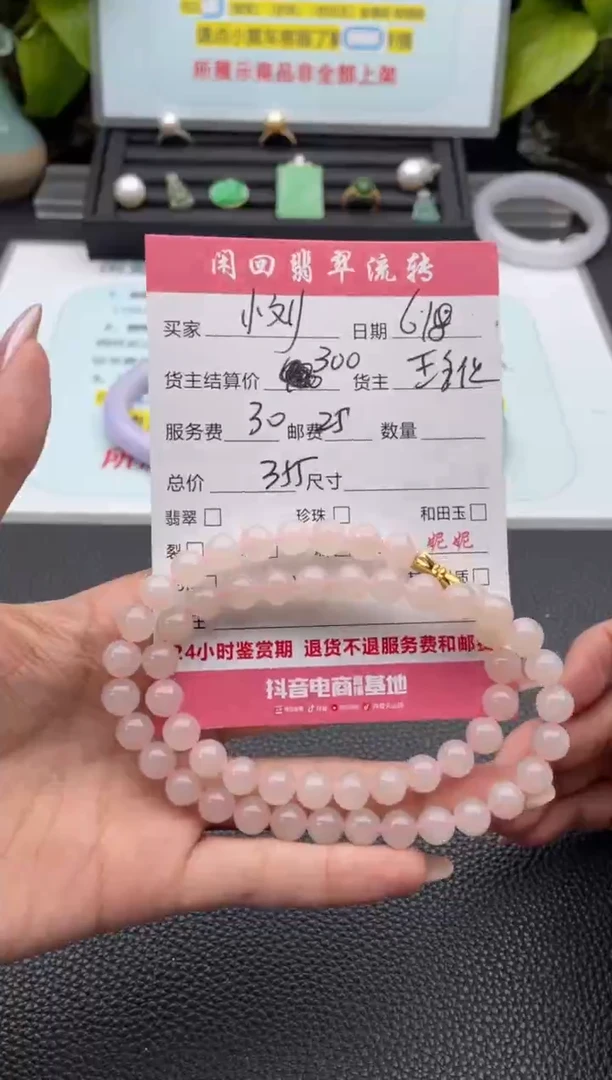 所展示商品非全部上架
闲回翡翠流转
买家 小刘 日期 6.18
货主结算价 300 货主
服务费 30 邮费 25 数量
总价 355 尺寸
翡翠 珍珠 和田玉
裂 妮妮
质
24小时鉴赏期 退货不退服务费和邮费
抖音电商直播基地